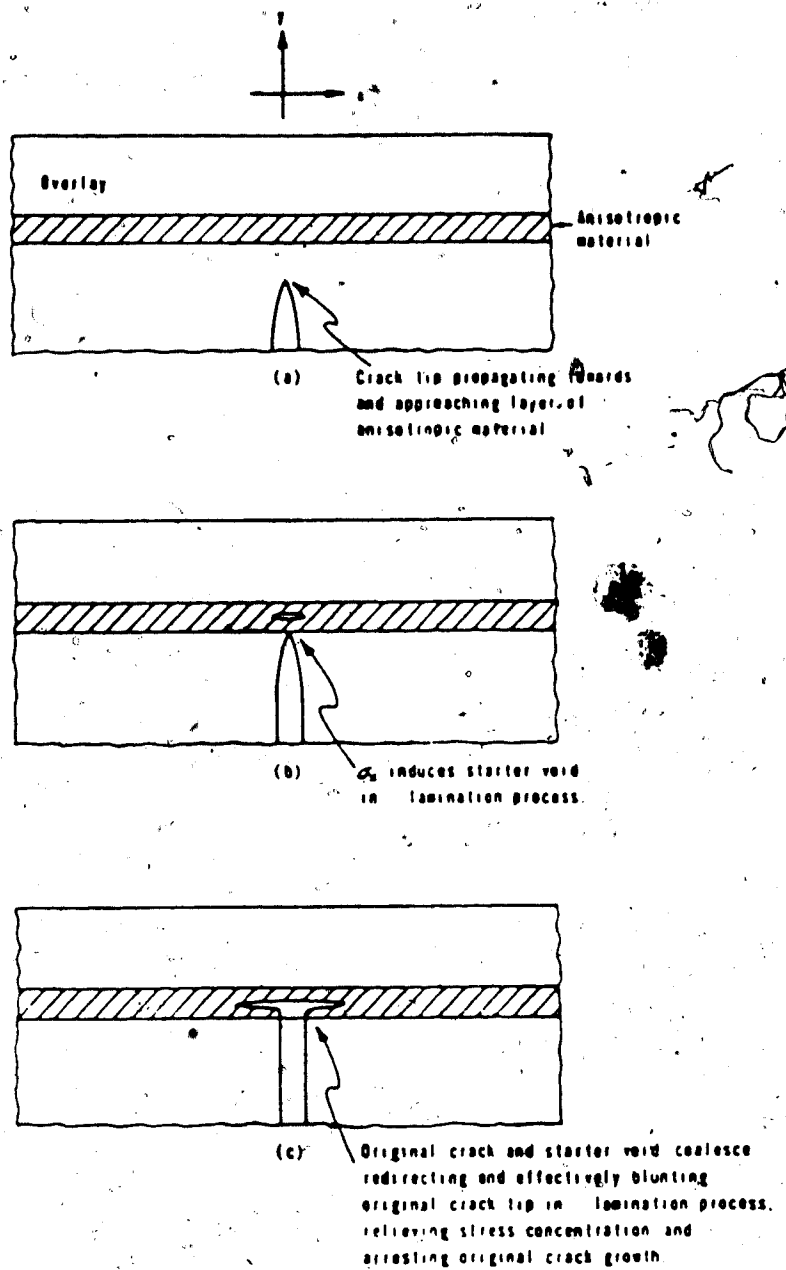 Y
x
Overlay
Anisotropic
material
(a) Crack tip propagating towards
and approaching layer of
anisotropic material
(b) σx induces starter void
in lamination process.
(c) Original crack and starter void coalesce
redirecting and effectively blunting
original crack tip in lamination process,
relieving stress concentration and
arresting original crack growth